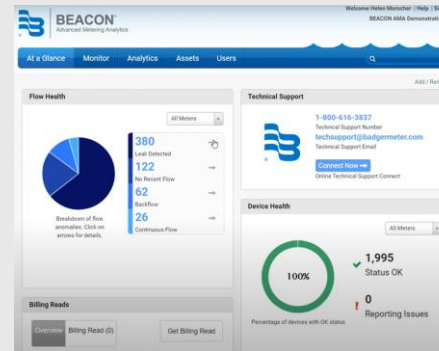 Welcome Helen Morscher | Help |
BEACON
Advanced Metering Analytics
BEACON AMA Demonstrati
At a Glance Monitor Analytics Assets Users
Add /
Flow Health
All Meters
380
Leak Detected
122
No Recent Flow
62
Backflow
26
Continuous Flow
Breakdown of flow
anomalies. Click on
arrows for details.
Technical Support
1-800-616-3837
Technical Support Number
techsupport@badgermeter.com
Technical Support Email
Connect Now
Online Technical Support Connect
Device Health
All Meters
100%
1,995
Status OK
0
Reporting Issues
Percentage of devices with OK status
Billing Reads
Overview Billing Read (0) Get Billing Read